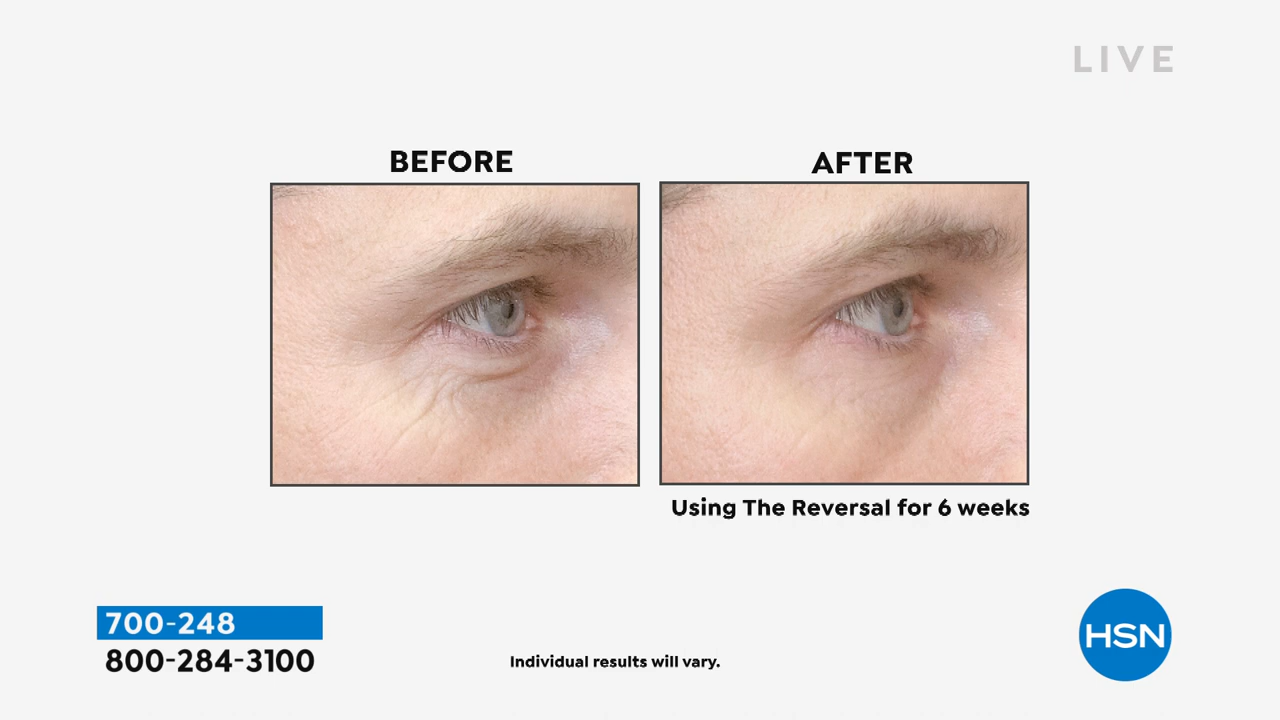 LIVE
BEFORE
AFTER
Using The Reversal for 6 weeks
700-248
800-284-3100
Individual results will vary.
HSN